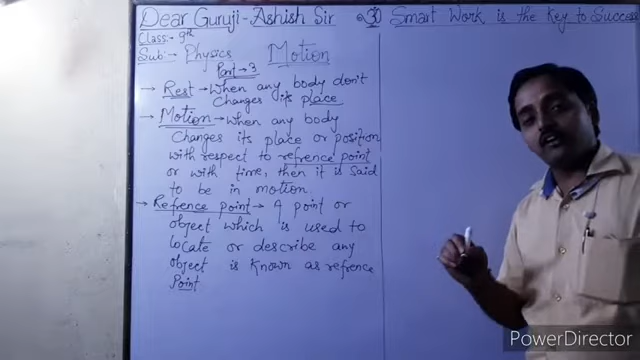 Dear Guruji-Ashish Sir Smart Work is the Key to Success
Class:- 9th
Sub:- Physics Motion
Part → 3
→ Rest → When any body don't
Changes its place
→ Motion → When any body
Changes its place or position
with respect to refrence point
or with time, then it is said
to be in motion.
→ Refrence point → A point or
object which is used to
locate or describe any
object is known as refrence
Point
PowerDirector